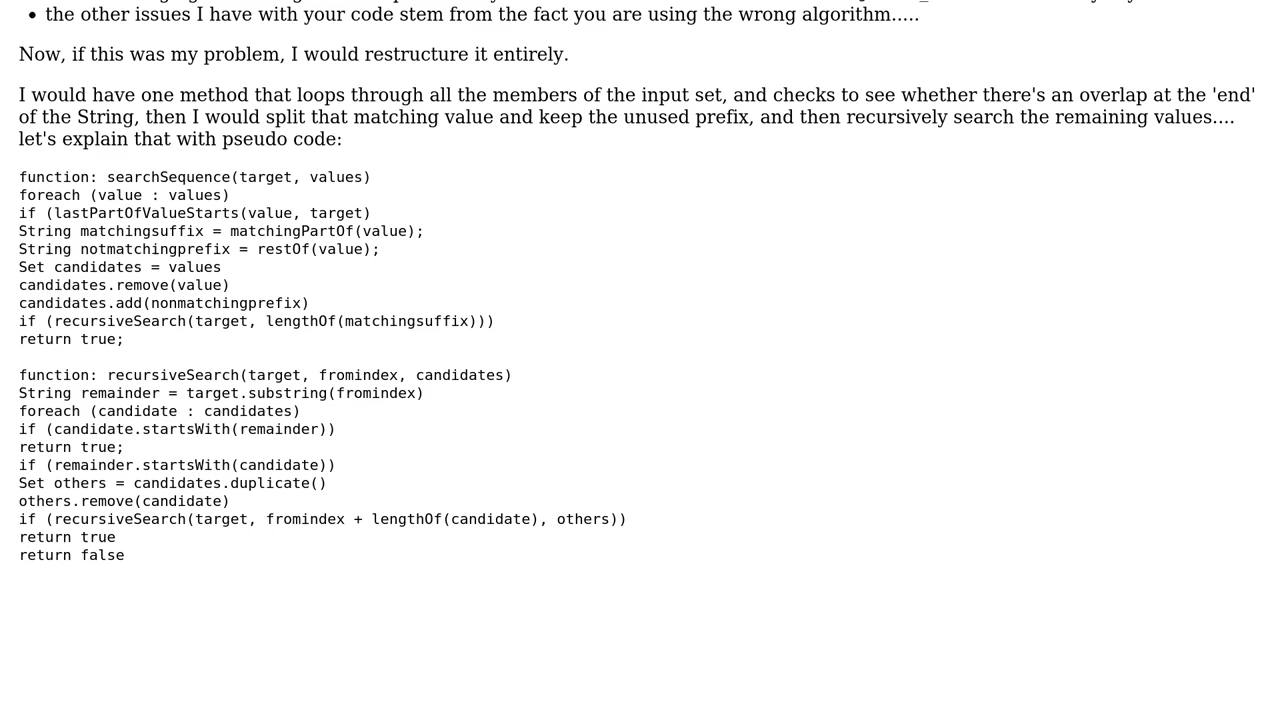 • the other issues I have with your code stem from the fact you are using the wrong algorithm.....
Now, if this was my problem, I would restructure it entirely.
I would have one method that loops through all the members of the input set, and checks to see whether there's an overlap at the 'end'
of the String, then I would split that matching value and keep the unused prefix, and then recursively search the remaining values....
let's explain that with pseudo code:
function: searchSequence(target, values)
foreach (value : values)
if (lastPartOfValueStarts(value, target)
String matchingsuffix = matchingPartOf(value);
String notmatchingprefix = restOf(value);
Set candidates = values
candidates.remove(value)
candidates.add(nonmatchingprefix)
if (recursiveSearch(target, lengthOf(matchingsuffix)))
return true;
function: recursiveSearch(target, fromindex, candidates)
String remainder = target.substring(fromindex)
foreach (candidate : candidates)
if (candidate.startsWith(remainder))
return true;
if (remainder.startsWith(candidate))
Set others = candidates.duplicate()
others.remove(candidate)
if (recursiveSearch(target, fromindex + lengthOf(candidate), others))
return true
return false